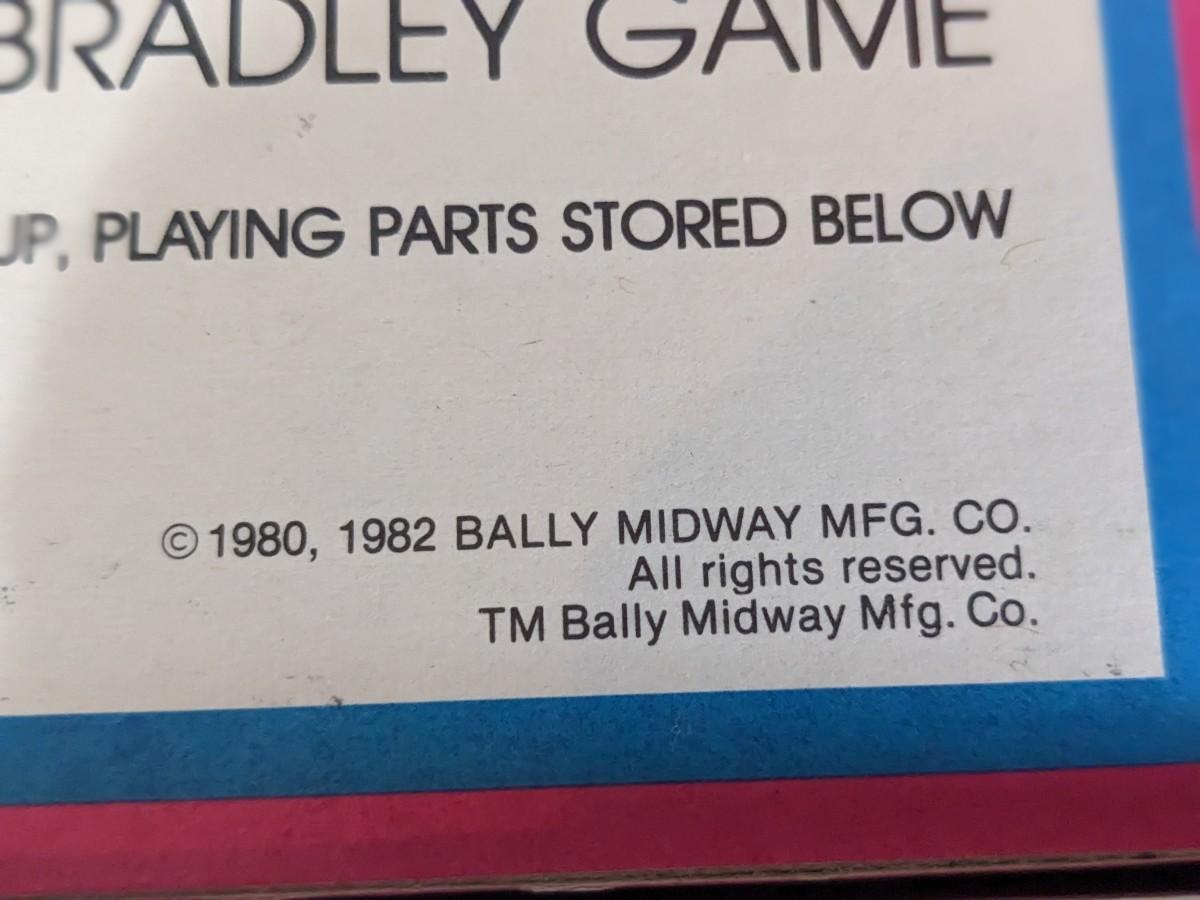 BRADLEY GAME
UP, PLAYING PARTS STORED BELOW
© 1980, 1982 BALLY MIDWAY MFG. CO.
All rights reserved.
TM Bally Midway Mfg. Co.